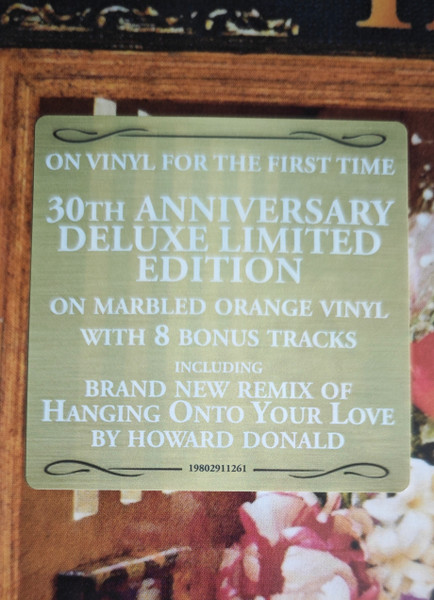 ON VINYL FOR THE FIRST TIME
30TH ANNIVERSARY
DELUXE LIMITED
EDITION
ON MARBLED ORANGE VINYL
WITH 8 BONUS TRACKS
INCLUDING
BRAND NEW REMIX OF
HANGING ONTO YOUR LOVE
BY HOWARD DONALD
19802911261